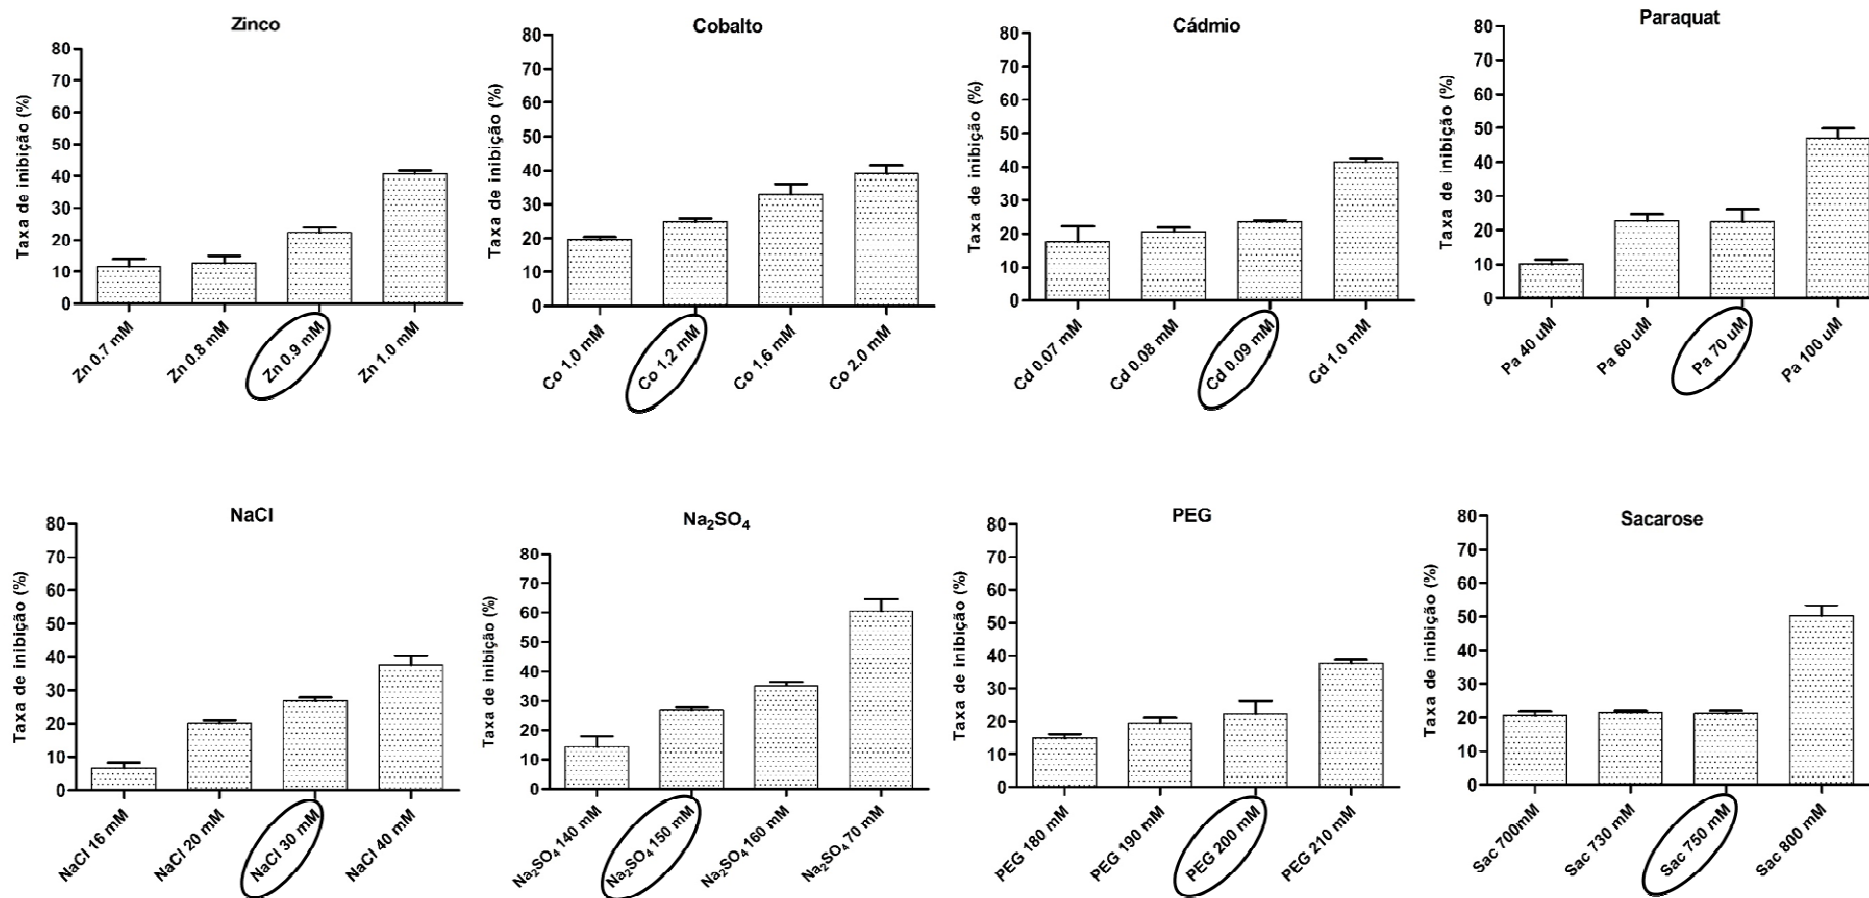 Zinco
Taxa de inibição (%)
80
70
60
50
40
30
20
10
0
Zn 0.7 mM
Zn 0.8 mM
Zn 0.9 mM
Zn 1.0 mM
Cobalto
Taxa de inibição (%)
80
70
60
50
40
30
20
10
0
Co 1,0 mM
Co 1,2 mM
Co 1,6 mM
Co 2.0 mM
Cádmio
Taxa de inibição (%)
80
70
60
50
40
30
20
10
0
Cd 0.07 mM
Cd 0.08 mM
Cd 0.09 mM
Cd 1.0 mM
Paraquat
Taxa de inibição (%)
80
70
60
50
40
30
20
10
0
Pa 40 uM
Pa 60 uM
Pa 70 uM
Pa 100 uM
NaCl
Taxa de inibição (%)
80
70
60
50
40
30
20
10
0
NaCl 16 mM
NaCl 20 mM
NaCl 30 mM
NaCl 40 mM
Na₂SO₄
Taxa de inibição (%)
80
70
60
50
40
30
20
10
0
Na₂SO₄ 140 mM
Na₂SO₄ 150 mM
Na₂SO₄ 160 mM
Na₂SO₄ 70 mM
PEG
Taxa de inibição (%)
80
70
60
50
40
30
20
10
0
PEG 180 mM
PEG 190 mM
PEG 200 mM
PEG 210 mM
Sacarose
Taxa de inibição (%)
80
70
60
50
40
30
20
10
0
Sac 700mM
Sac 730 mM
Sac 750 mM
Sac 800 mM